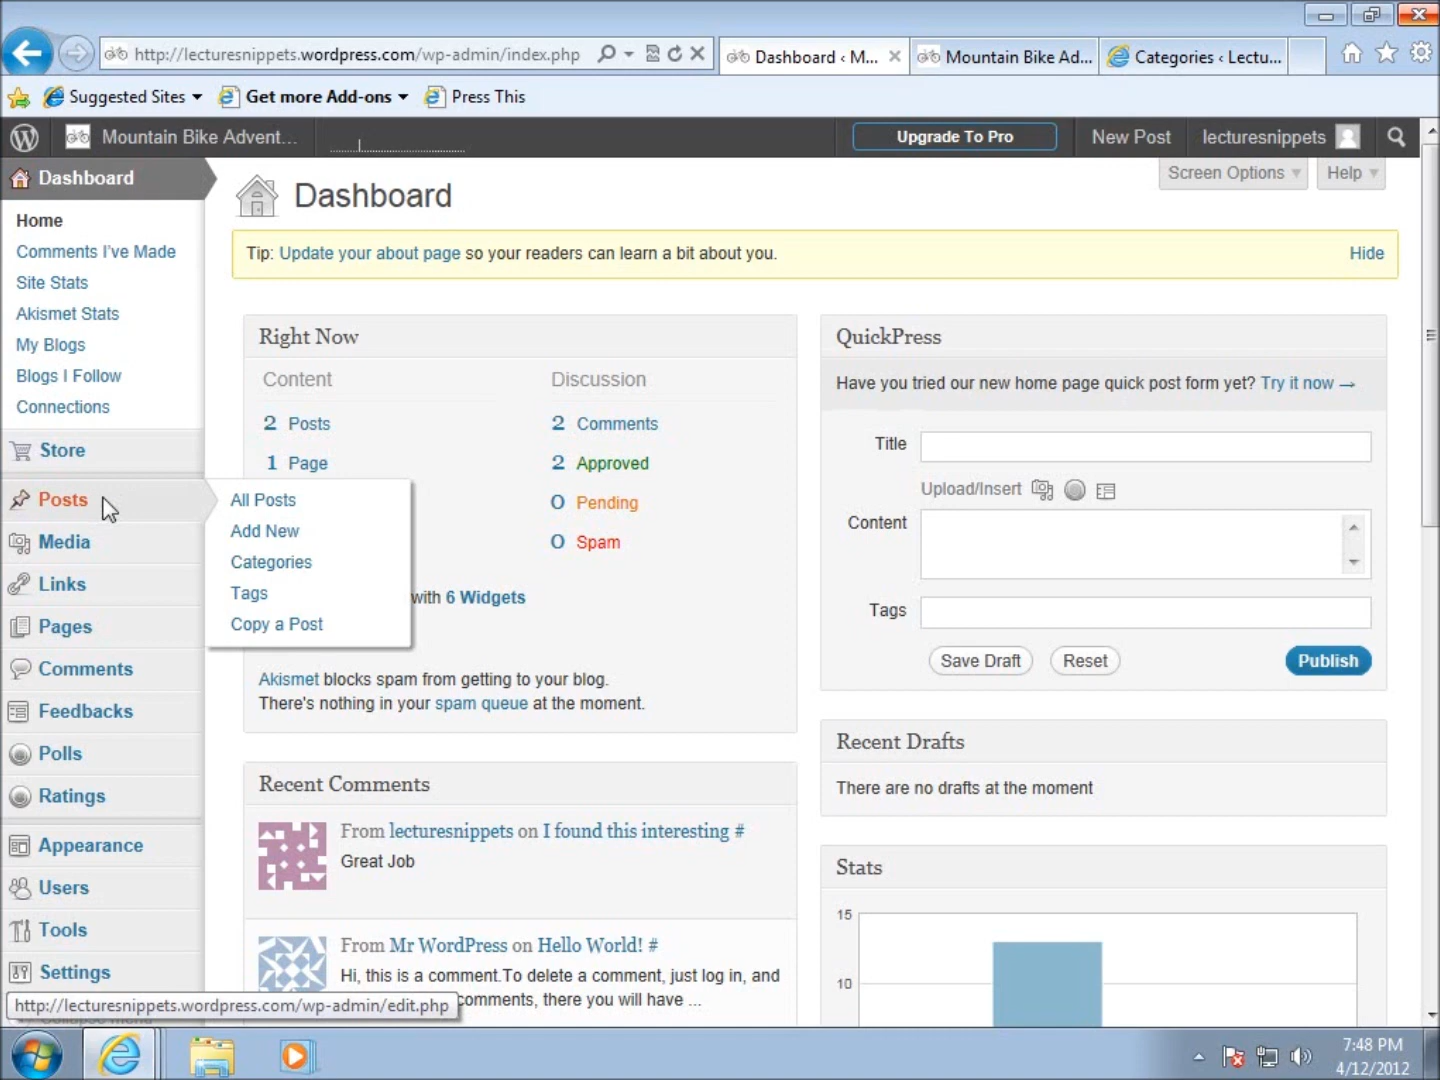 http://lecturesnippets.wordpress.com/wp-admin/index.php
Dashboard ‹ M...
Mountain Bike Ad...
Categories ‹ Lectu...
Suggested Sites
Get more Add-ons
Press This
Mountain Bike Advent...
Upgrade To Pro
New Post
lecturesnippets
Dashboard
Screen Options
Help
Dashboard
Home
Comments I've Made
Site Stats
Akismet Stats
My Blogs
Blogs I Follow
Connections
Store
Posts
Media
Links
Pages
Comments
Feedbacks
Polls
Ratings
Appearance
Users
Tools
Settings
All Posts
Add New
Categories
Tags
Copy a Post
Tip: Update your about page so your readers can learn a bit about you.
Hide
Right Now
Content
Discussion
2 Posts
2 Comments
1 Page
2 Approved
0 Pending
0 Spam
with 6 Widgets
Akismet blocks spam from getting to your blog.
There's nothing in your spam queue at the moment.
Recent Comments
From lecturesnippets on I found this interesting #
Great Job
From Mr WordPress on Hello World! #
Hi, this is a comment.To delete a comment, just log in, and
comments, there you will have ...
QuickPress
Have you tried our new home page quick post form yet? Try it now →
Title
Upload/Insert
Content
Tags
Save Draft
Reset
Publish
Recent Drafts
There are no drafts at the moment
Stats
15
10
http://lecturesnippets.wordpress.com/wp-admin/edit.php
7:48 PM
4/12/2012